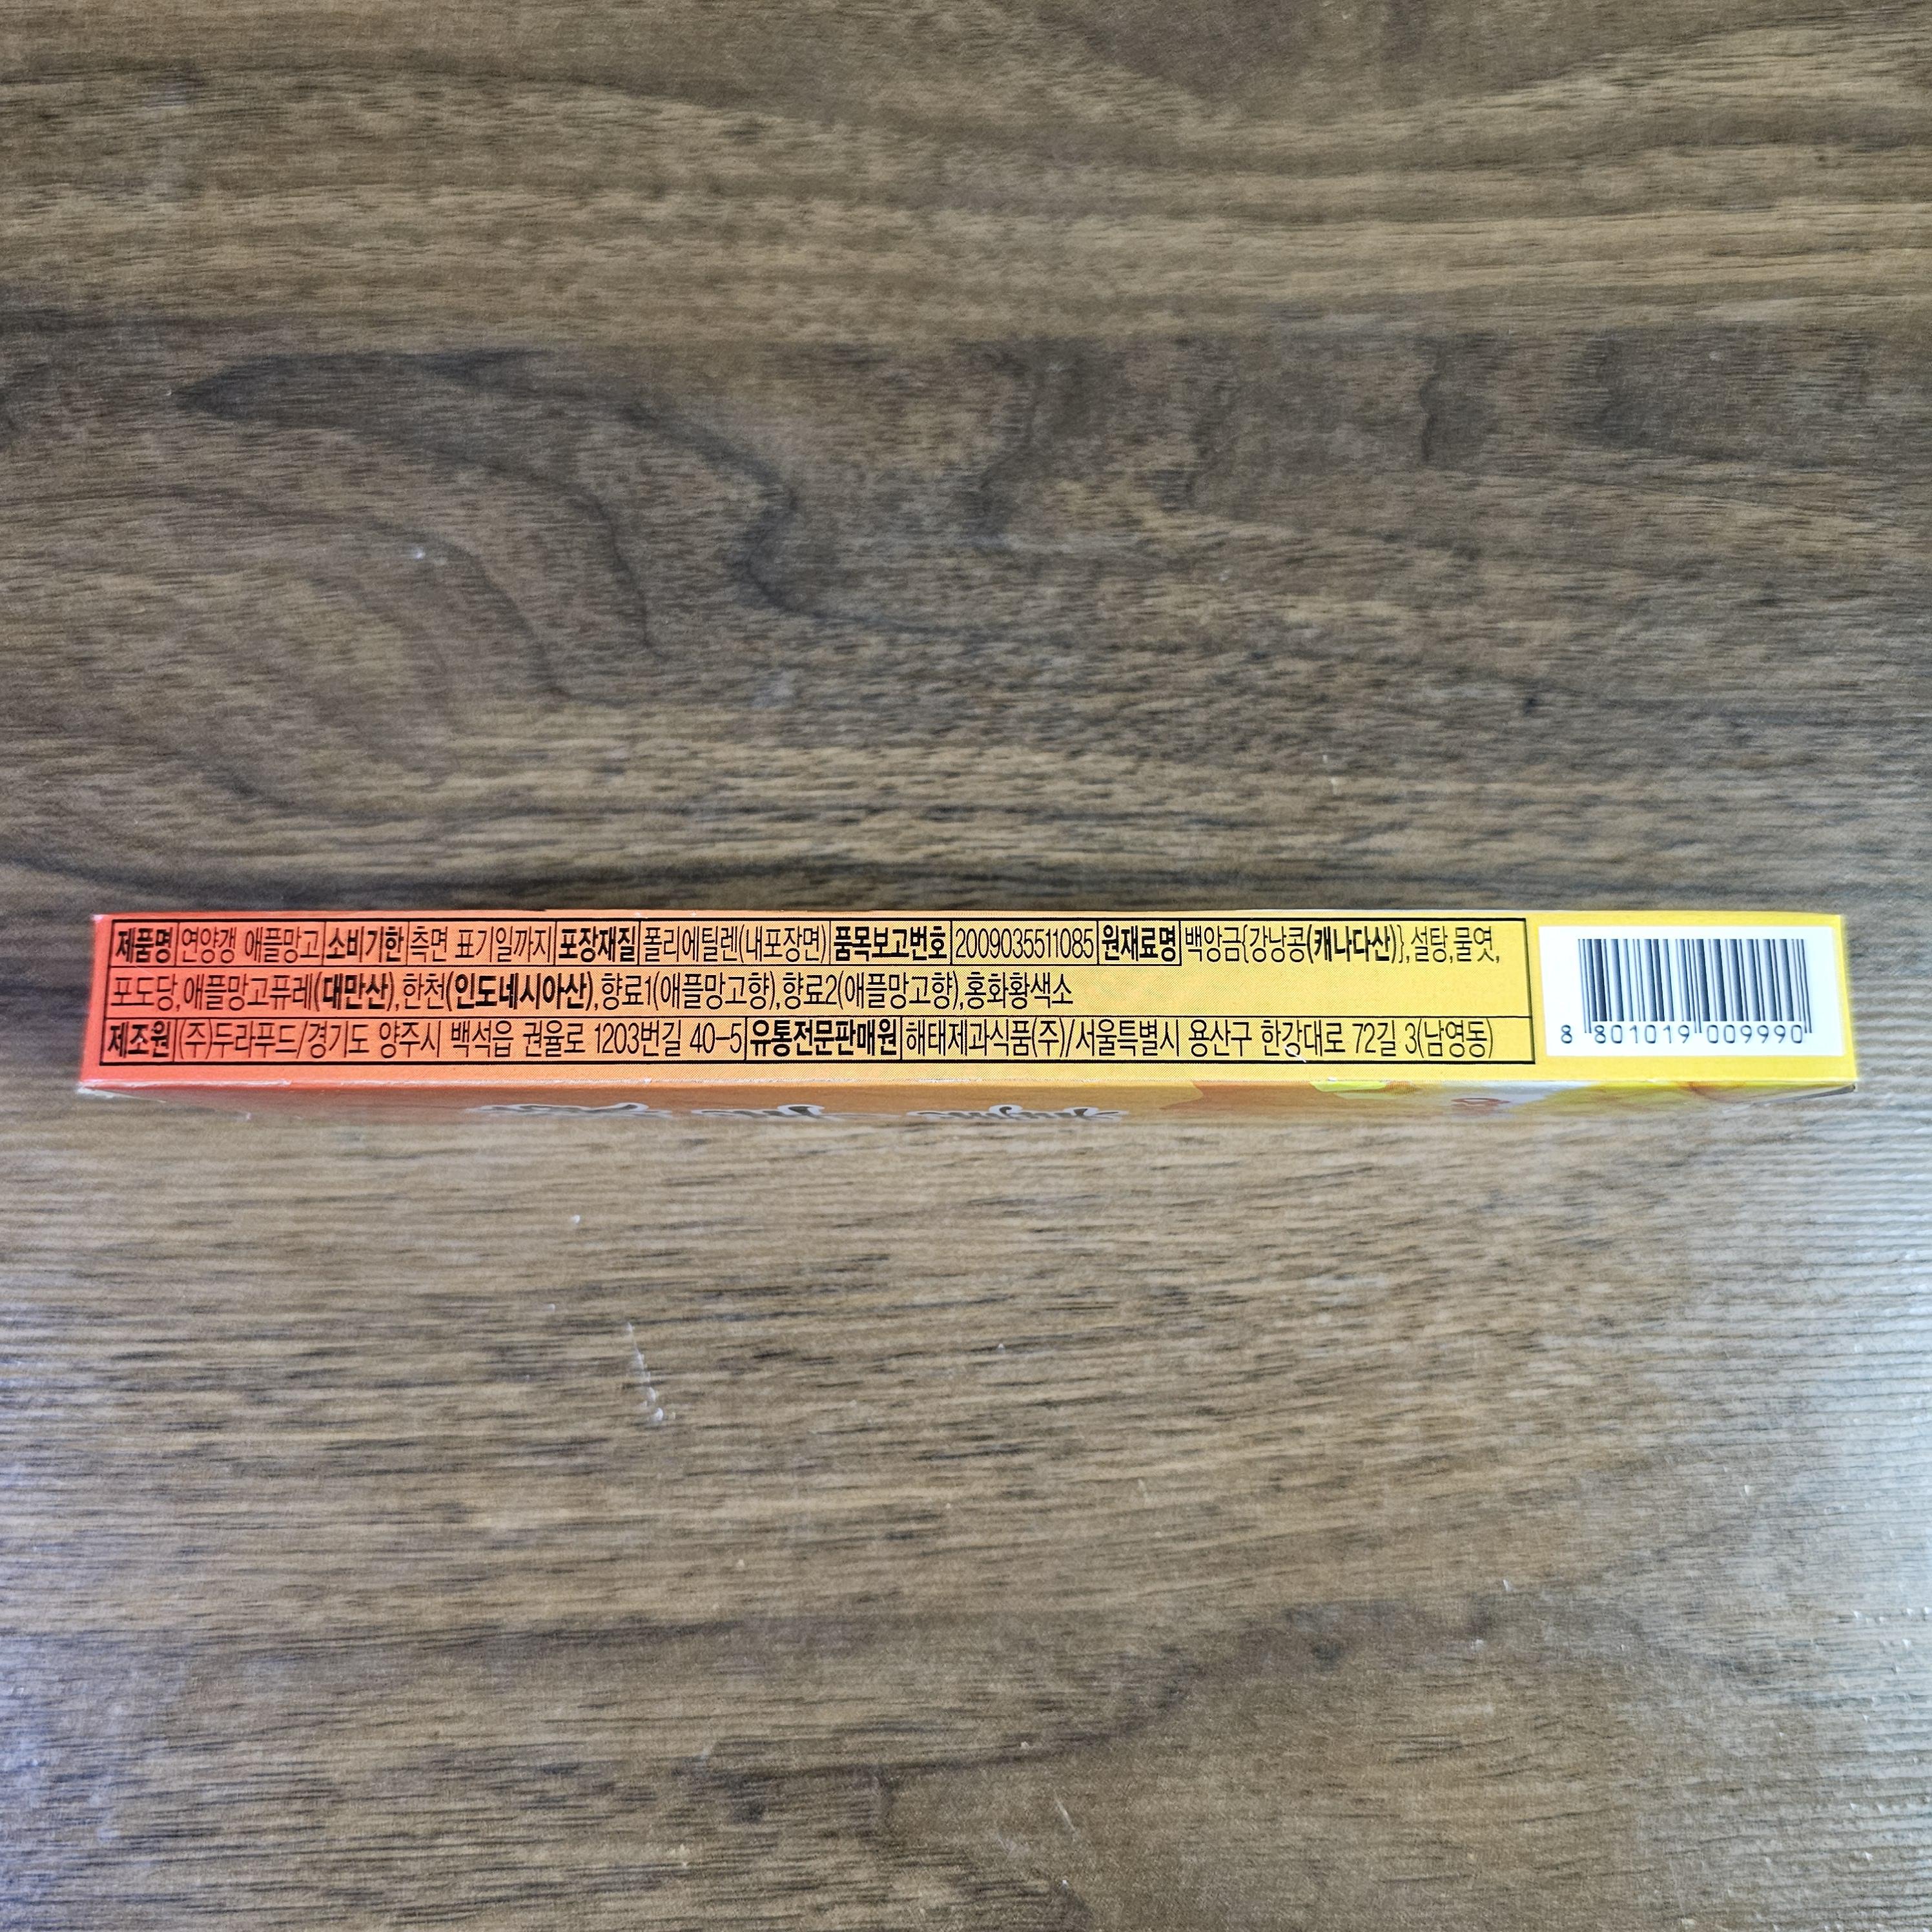 제품명 연양갱 애플망고 소비기한 측면 표기일까지 포장재질 폴리에틸렌(내포장면) 품목보고번호 2009035511085 원재료명 백앙금{강낭콩(캐나다산)},설탕,물엿,
포도당,애플망고퓨레(대만산),한천(인도네시아산),향료1(애플망고향),향료2(애플망고향),홍화황색소
제조원 (주)두라푸드/경기도 양주시 백석읍 권율로 1203번길 40-5 유통전문판매원 해태제과식품(주)/서울특별시 용산구 한강대로 72길 3(남영동)
8 801019 009990